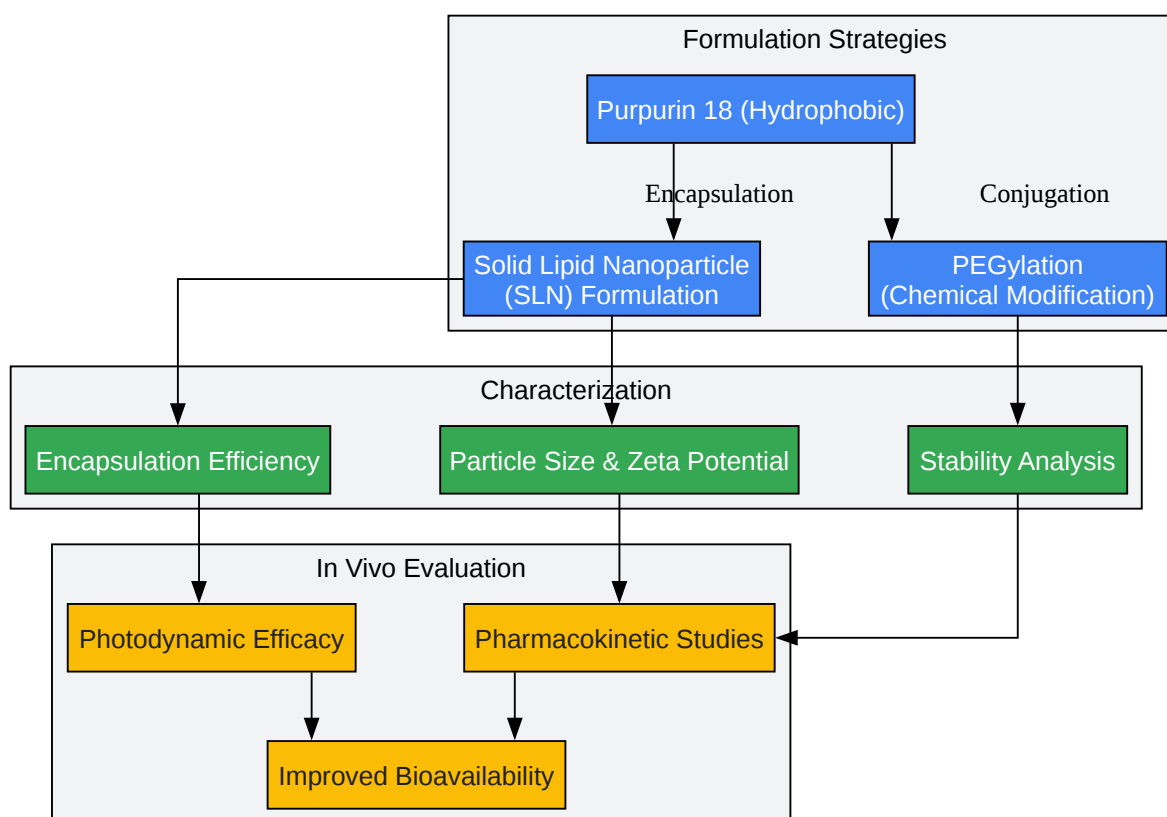 Formulation Strategies
Purpurin 18 (Hydrophobic)
Encapsulation
Conjugation
Solid Lipid Nanoparticle
(SLN) Formulation
PEGylation
(Chemical Modification)
Characterization
Encapsulation Efficiency
Particle Size & Zeta Potential
Stability Analysis
In Vivo Evaluation
Photodynamic Efficacy
Pharmacokinetic Studies
Improved Bioavailability